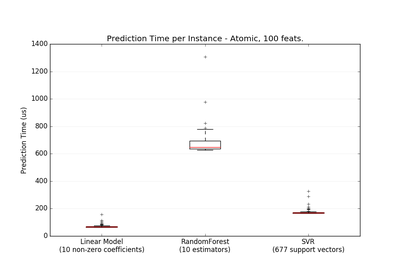 Prediction Time per Instance - Atomic, 100 feats.
1400
1200
1000
800
600
400
200
0
Prediction Time (us)
Linear Model
(10 non-zero coefficients)
RandomForest
(10 estimators)
SVR
(677 support vectors)